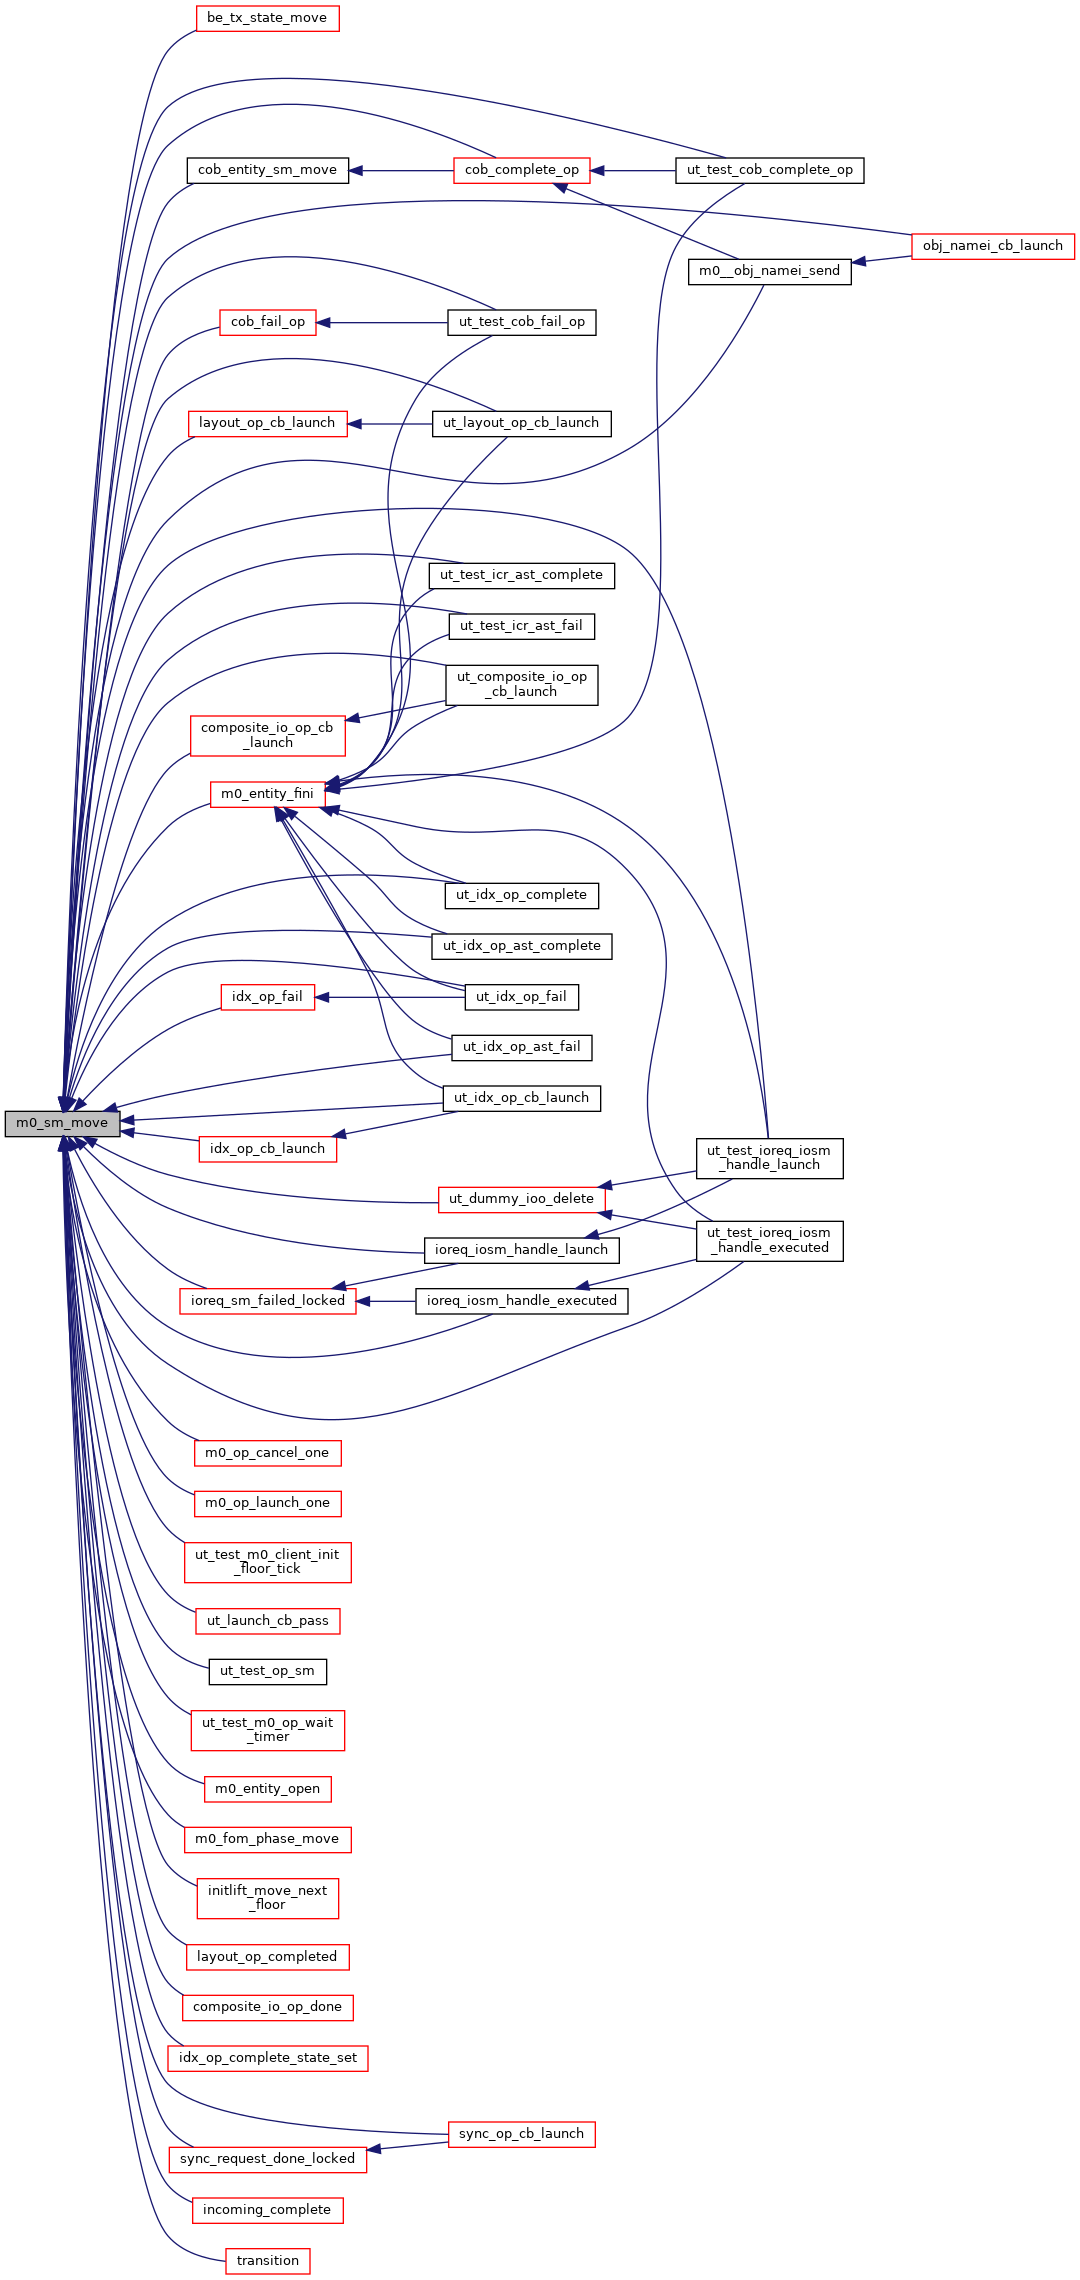 be_tx_state_move
cob_entity_sm_move
cob_complete_op
ut_test_cob_complete_op
obj_namei_cb_launch
m0__obj_namei_send
cob_fail_op
ut_test_cob_fail_op
layout_op_cb_launch
ut_layout_op_cb_launch
ut_test_icr_ast_complete
ut_test_icr_ast_fail
ut_composite_io_op
_cb_launch
composite_io_op_cb
_launch
m0_entity_fini
ut_idx_op_complete
ut_idx_op_ast_complete
idx_op_fail
ut_idx_op_fail
ut_idx_op_ast_fail
ut_idx_op_cb_launch
m0_sm_move
idx_op_cb_launch
ut_test_ioreq_iosm
_handle_launch
ut_dummy_ioo_delete
ut_test_ioreq_iosm
_handle_executed
ioreq_iosm_handle_launch
ioreq_sm_failed_locked
ioreq_iosm_handle_executed
m0_op_cancel_one
m0_op_launch_one
ut_test_m0_client_init
_floor_tick
ut_launch_cb_pass
ut_test_op_sm
ut_test_m0_op_wait
_timer
m0_entity_open
m0_fom_phase_move
initlift_move_next
_floor
layout_op_completed
composite_io_op_done
idx_op_complete_state_set
sync_op_cb_launch
sync_request_done_locked
incoming_complete
transition